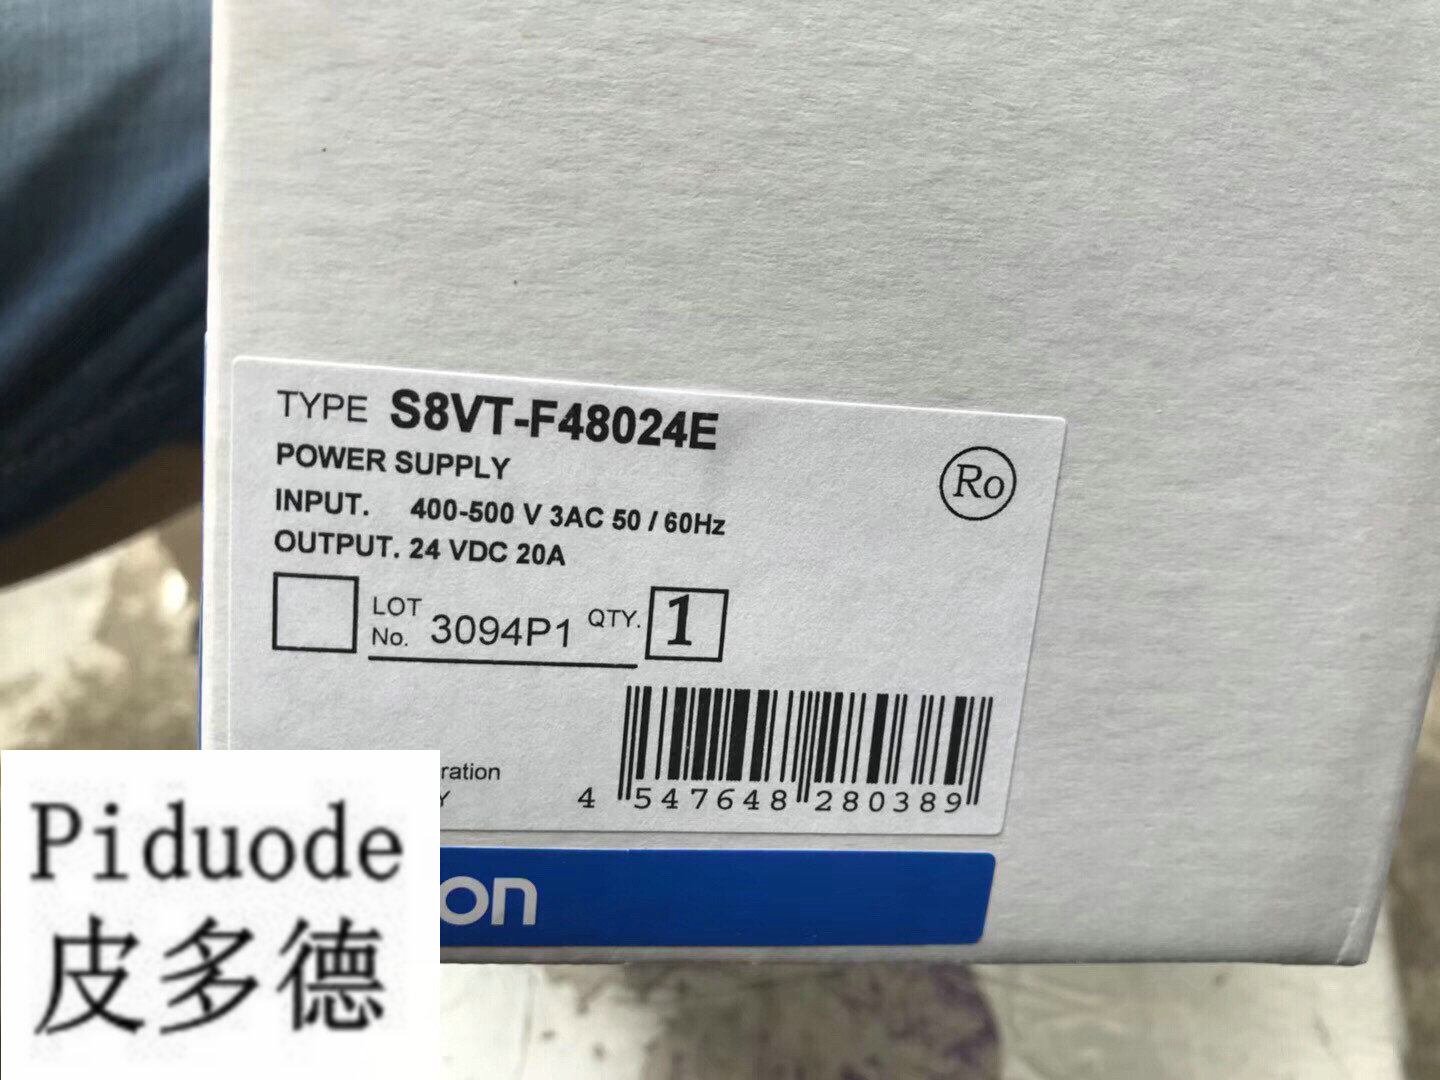 TYPE S8VT-F48024E
POWER SUPPLY
Ro
INPUT. 400-500 V 3AC 50 / 60Hz
OUTPUT. 24 VDC 20A
LOT No. 3094P1 QTY. 1
ration
Y
4 547648 280389
on
Piduode
皮多德